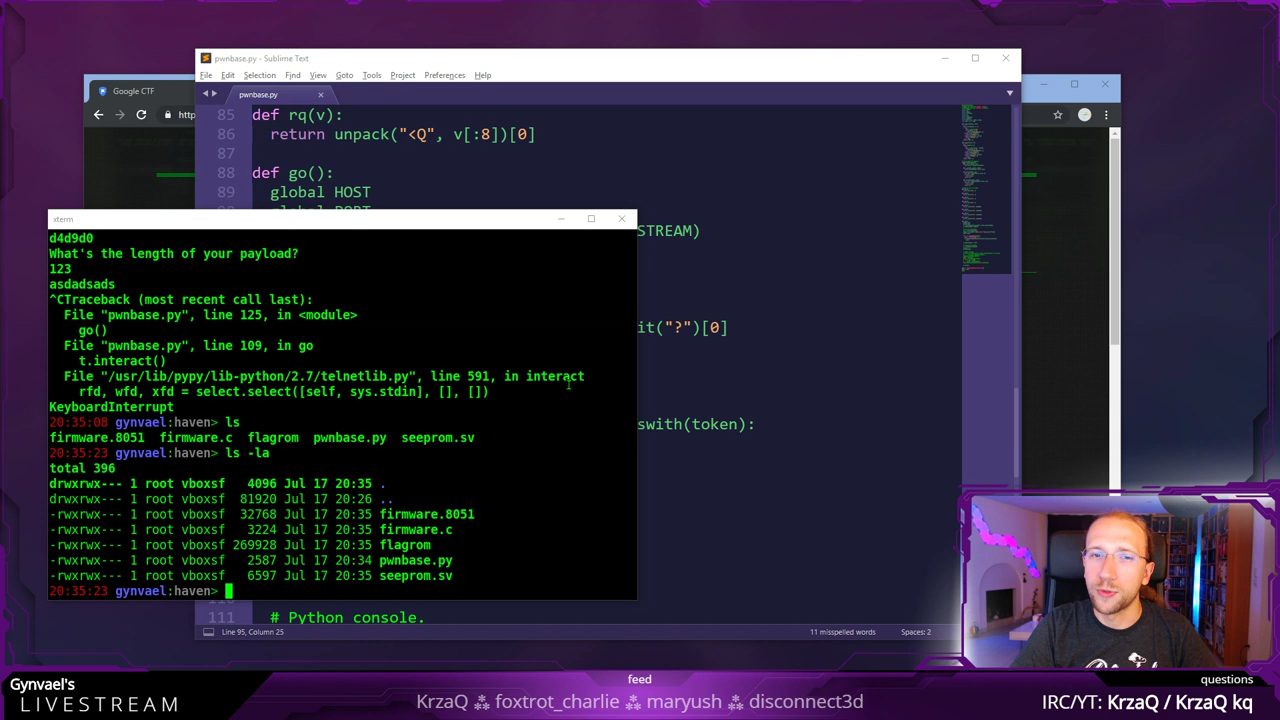 pwnbase.py - Sublime Text
File Edit Selection Find View Goto Tools Project Preferences Help
Google CTF
pwnbase.py
http
85 def rq(v):
86 return unpack("<Q", v[:8])[0]
87
88 def go():
89 global HOST
STREAM)
it("?")[0]
swith(token):
111 # Python console.
Line 95, Column 25
11 misspelled words
Spaces: 2
xterm
d4d9d0
What's the length of your payload?
123
asdadsads
^CTraceback (most recent call last):
File "pwnbase.py", line 125, in <module>
go()
File "pwnbase.py", line 109, in go
t.interact()
File "/usr/lib/pypy/lib-python/2.7/telnetlib.py", line 591, in interact
rfd, wfd, xfd = select.select([self, sys.stdin], [], [])
KeyboardInterrupt
20:35:08 gynvael:haven> ls
firmware.8051 firmware.c flagrom pwnbase.py seeprom.sv
20:35:23 gynvael:haven> ls -la
total 396
drwxrwx--- 1 root vboxsf 4096 Jul 17 20:35 .
drwxrwx--- 1 root vboxsf 81920 Jul 17 20:26 ..
-rwxrwx--- 1 root vboxsf 32768 Jul 17 20:35 firmware.8051
-rwxrwx--- 1 root vboxsf 3224 Jul 17 20:35 firmware.c
-rwxrwx--- 1 root vboxsf 269928 Jul 17 20:35 flagrom
-rwxrwx--- 1 root vboxsf 2587 Jul 17 20:34 pwnbase.py
-rwxrwx--- 1 root vboxsf 6597 Jul 17 20:35 seeprom.sv
20:35:23 gynvael:haven>
Gynvael's
LIVESTREAM
feed
KrzaQ ⁂ foxtrot_charlie ⁂ maryush ⁂ disconnect3d
questions
IRC/YT: KrzaQ / KrzaQ kq